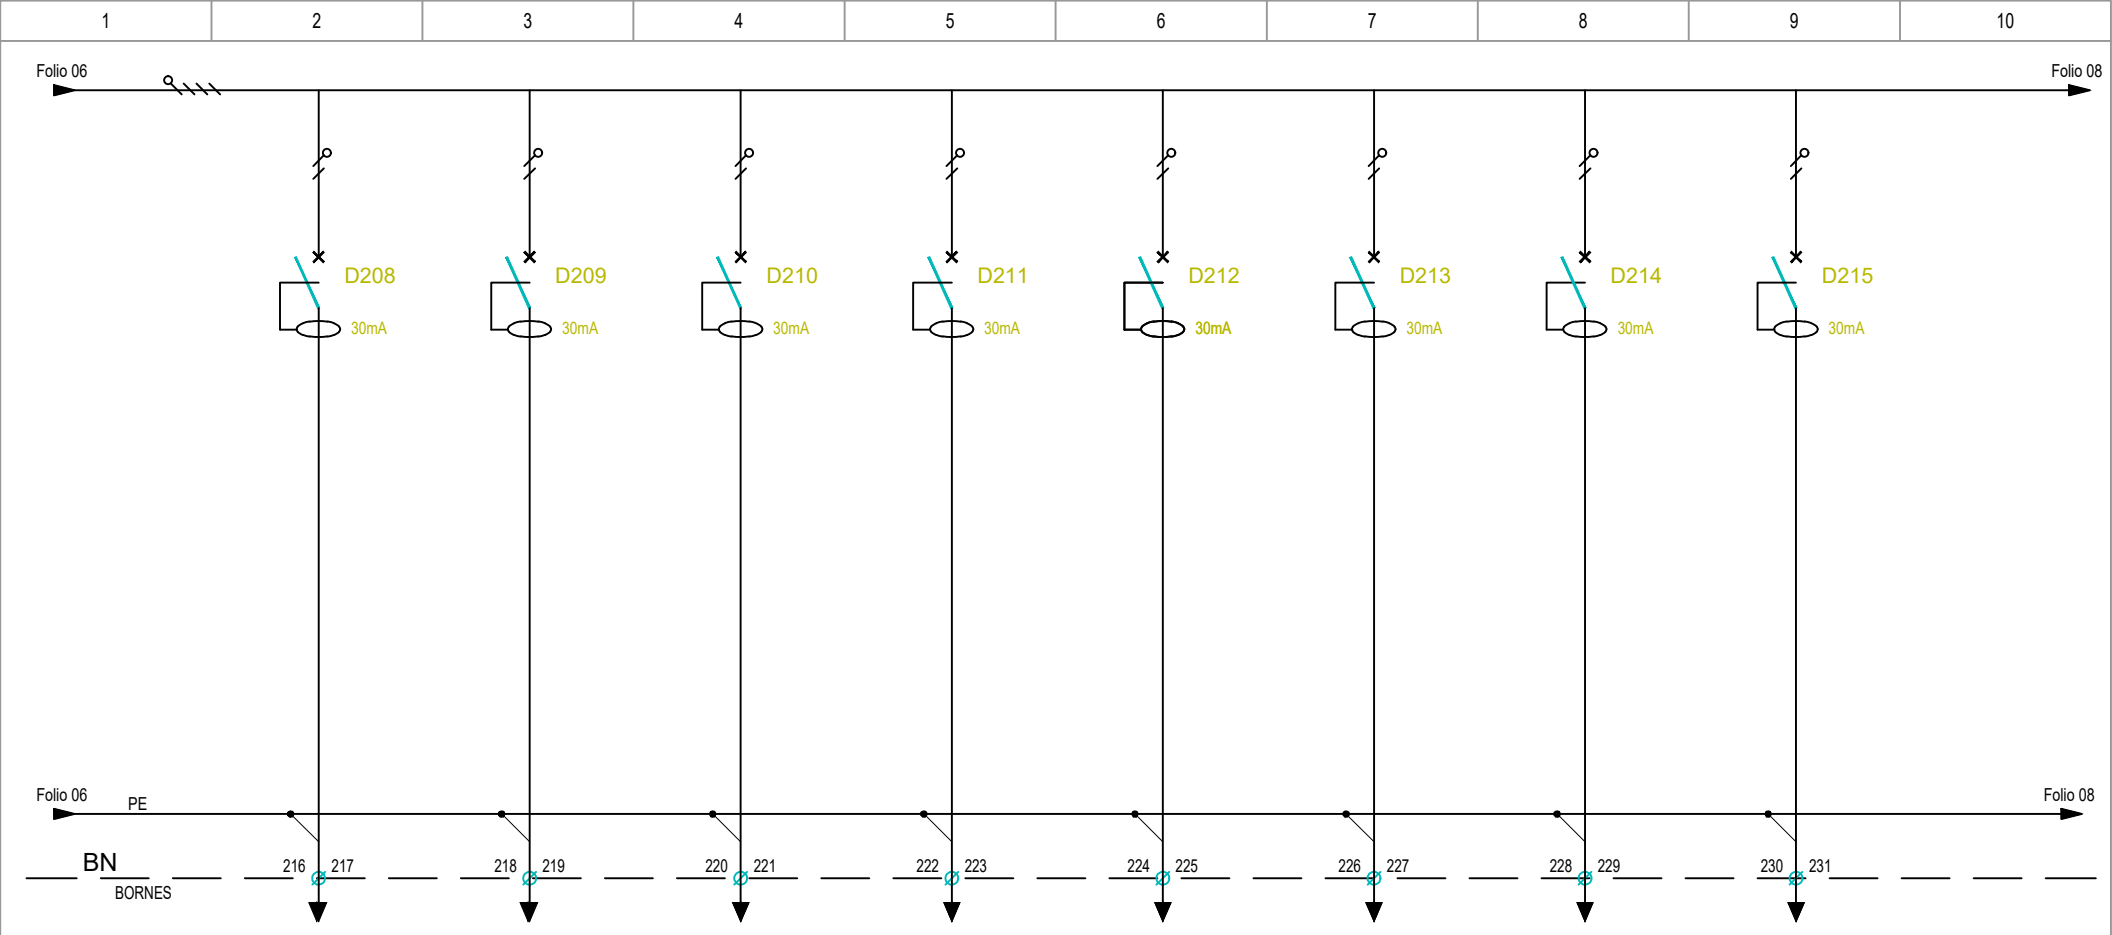 1 2 3 4 5 6 7 8 9 10
Folio 06 Folio 08
D208 D209 D210 D211 D212 D213 D214 D215
30mA 30mA 30mA 30mA 30mA 30mA 30mA 30mA
Folio 06 PE Folio 08
BN 216 217 218 219 220 221 222 223 224 225 226 227 228 229 230 231
BORNES